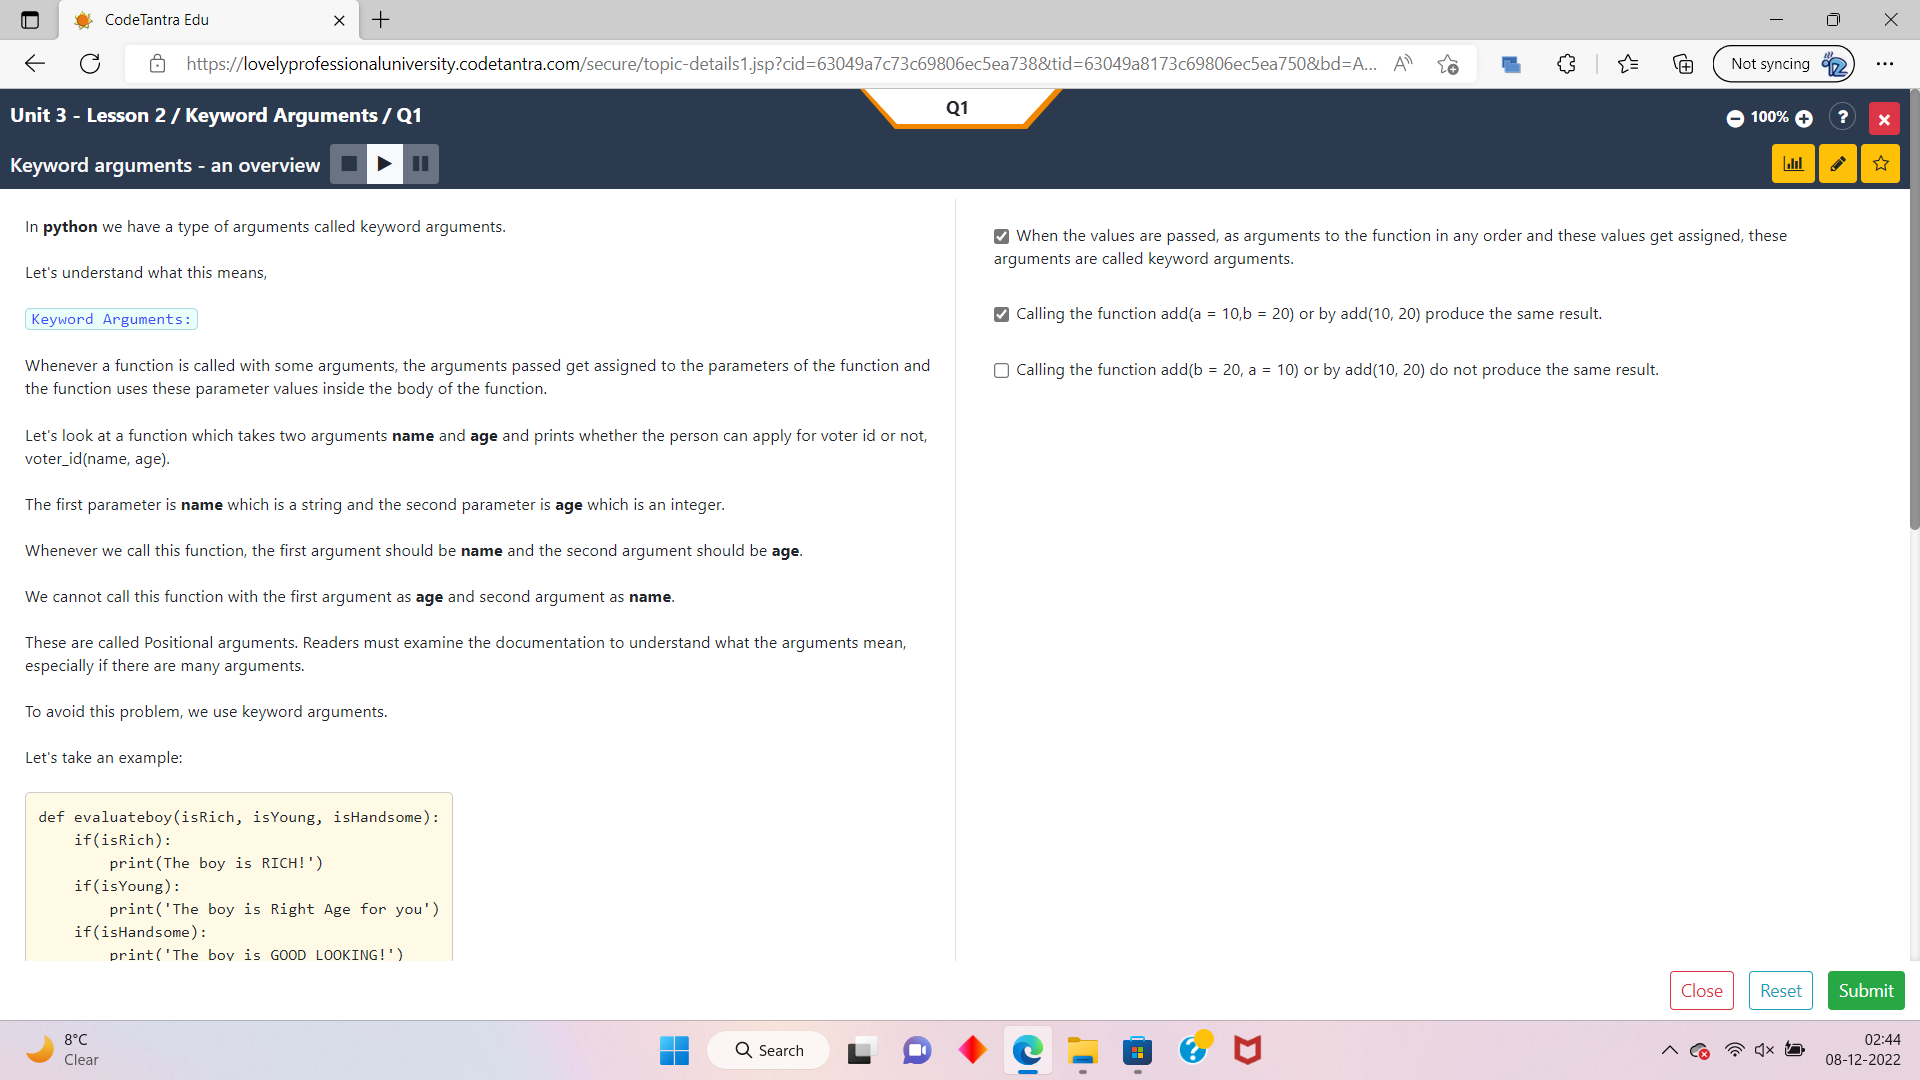 CodeTantra Edu
https://lovelyprofessionaluniversity.codetantra.com/secure/topic-details1.jsp?cid=63049a7c73c69806ec5ea738&tid=63049a8173c69806ec5ea750&bd=A...
Not syncing
Unit 3 - Lesson 2 / Keyword Arguments / Q1
Q1
100%
?
Keyword arguments - an overview
In python we have a type of arguments called keyword arguments.
Let's understand what this means,
Keyword Arguments:
Whenever a function is called with some arguments, the arguments passed get assigned to the parameters of the function and
the function uses these parameter values inside the body of the function.
Let's look at a function which takes two arguments name and age and prints whether the person can apply for voter id or not,
voter_id(name, age).
The first parameter is name which is a string and the second parameter is age which is an integer.
Whenever we call this function, the first argument should be name and the second argument should be age.
We cannot call this function with the first argument as age and second argument as name.
These are called Positional arguments. Readers must examine the documentation to understand what the arguments mean,
especially if there are many arguments.
To avoid this problem, we use keyword arguments.
Let's take an example:
def evaluateboy(isRich, isYoung, isHandsome):
    if(isRich):
        print(The boy is RICH!')
    if(isYoung):
        print('The boy is Right Age for you')
    if(isHandsome):
        print('The boy is GOOD LOOKING!')
When the values are passed, as arguments to the function in any order and these values get assigned, these
arguments are called keyword arguments.
Calling the function add(a = 10,b = 20) or by add(10, 20) produce the same result.
Calling the function add(b = 20, a = 10) or by add(10, 20) do not produce the same result.
Close
Reset
Submit
8°C
Clear
Search
02:44
08-12-2022